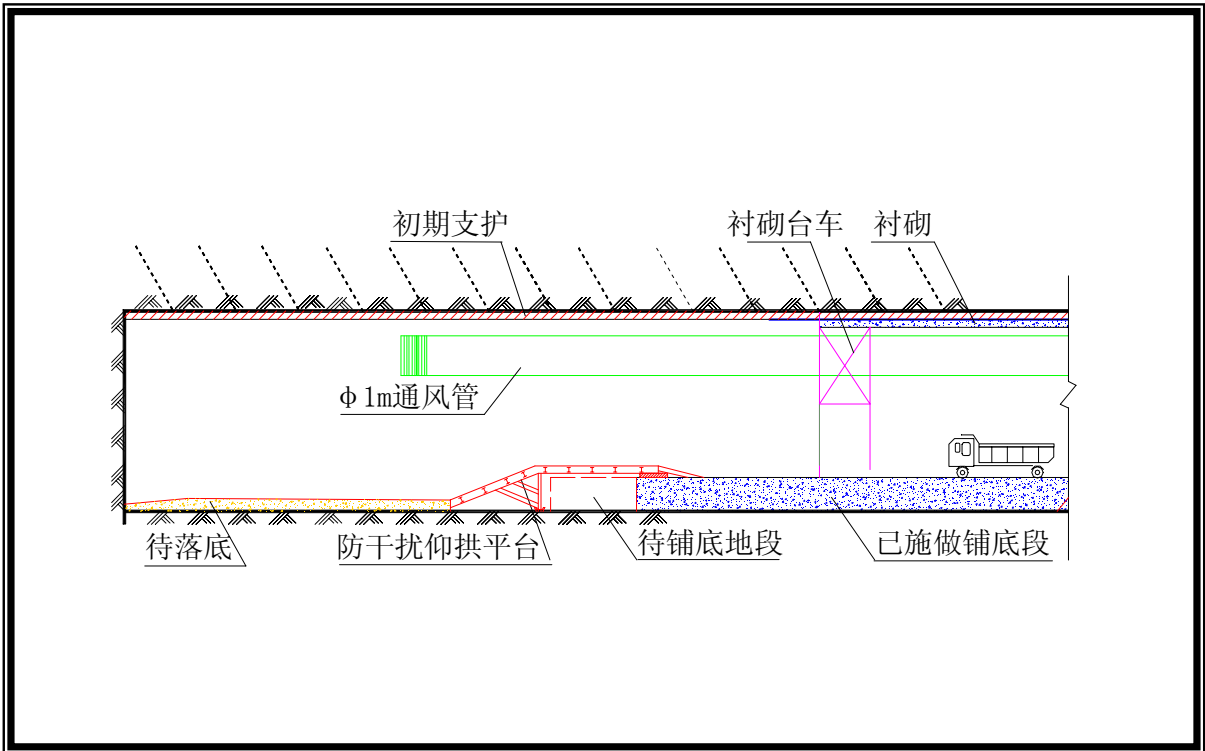 初期支护
衬砌台车
衬砌
φ1m通风管
待落底
防干扰仰拱平台
待铺底地段
已施做铺底段